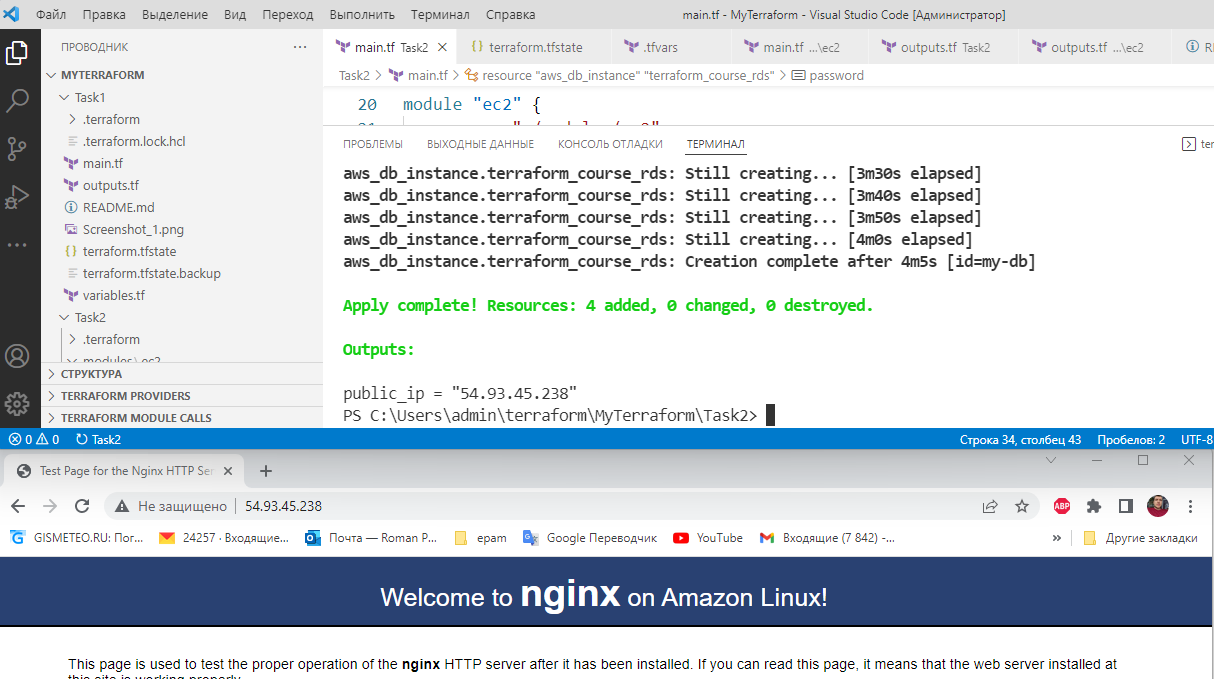 Файл Правка Выделение Вид Переход Выполнить Терминал Справка main.tf - MyTerraform - Visual Studio Code [Администратор]
ПРОВОДНИК ...
MYTERRAFORM
Task1
.terraform
.terraform.lock.hcl
main.tf
outputs.tf
README.md
Screenshot_1.png
terraform.tfstate
terraform.tfstate.backup
variables.tf
Task2
.terraform
СТРУКТУРА
TERRAFORM PROVIDERS
TERRAFORM MODULE CALLS
main.tf Task2 terraform.tfstate .tfvars main.tf ...\ec2 outputs.tf Task2 outputs.tf ...\ec2
Task2 > main.tf > resource "aws_db_instance" "terraform_course_rds" > password
20 module "ec2" {
ПРОБЛЕМЫ ВЫХОДНЫЕ ДАННЫЕ КОНСОЛЬ ОТЛАДКИ ТЕРМИНАЛ
aws_db_instance.terraform_course_rds: Still creating... [3m30s elapsed]
aws_db_instance.terraform_course_rds: Still creating... [3m40s elapsed]
aws_db_instance.terraform_course_rds: Still creating... [3m50s elapsed]
aws_db_instance.terraform_course_rds: Still creating... [4m0s elapsed]
aws_db_instance.terraform_course_rds: Creation complete after 4m5s [id=my-db]
Apply complete! Resources: 4 added, 0 changed, 0 destroyed.
Outputs:
public_ip = "54.93.45.238"
PS C:\Users\admin\terraform\MyTerraform\Task2>
0 0 Task2 Строка 34, столбец 43 Пробелов: 2 UTF-8
Test Page for the Nginx HTTP Ser
Не защищено 54.93.45.238 ABP
GISMETEO.RU: Пог... 24257 · Входящие... Почта — Roman P... epam Google Переводчик YouTube Входящие (7 842) -... » Другие закладки
Welcome to nginx on Amazon Linux!
This page is used to test the proper operation of the nginx HTTP server after it has been installed. If you can read this page, it means that the web server installed at
this site is working properly.